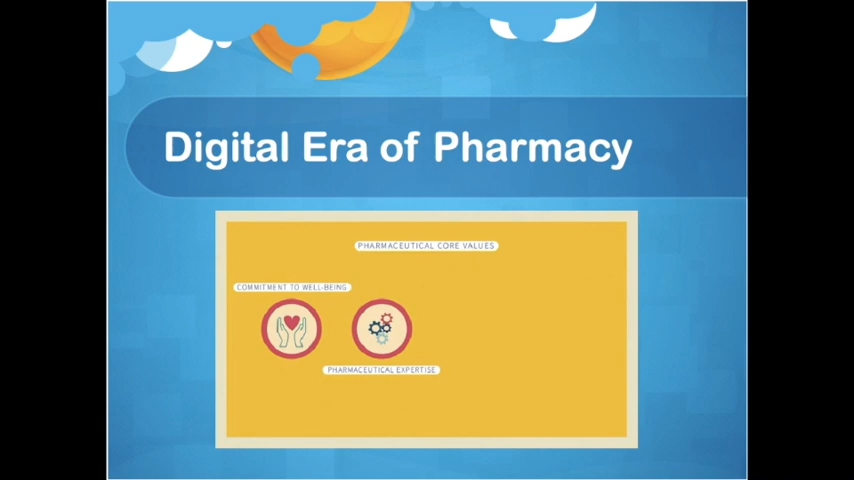 Digital Era of Pharmacy
PHARMACEUTICAL CORE VALUES
COMMITMENT TO WELL-BEING
PHARMACEUTICAL EXPERTISE